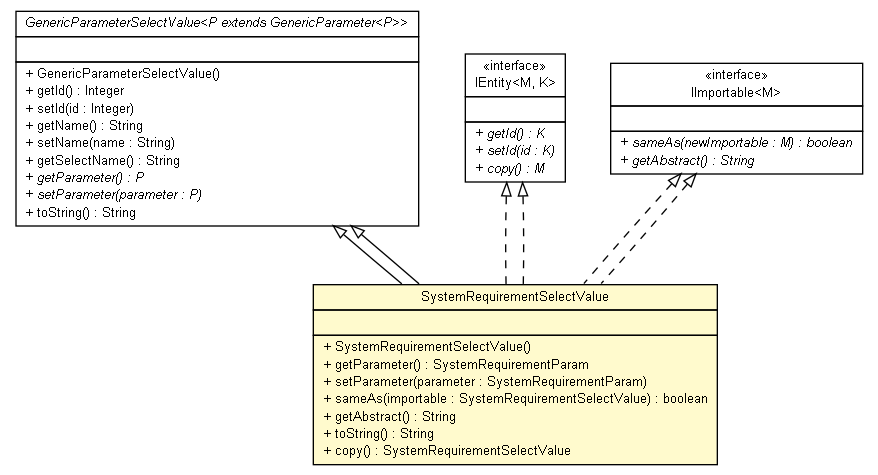 GenericParameterSelectValue<P extends GenericParameter<P>>
+ GenericParameterSelectValue()
+ getId() : Integer
+ setId(id : Integer)
+ getName() : String
+ setName(name : String)
+ getSelectName() : String
+ getParameter() : P
+ setParameter(parameter : P)
+ toString() : String
«interface»
IEntity<M, K>
+ getId() : K
+ setId(id : K)
+ copy() : M
«interface»
IImportable<M>
+ sameAs(newImportable : M) : boolean
+ getAbstract() : String
SystemRequirementSelectValue
+ SystemRequirementSelectValue()
+ getParameter() : SystemRequirementParam
+ setParameter(parameter : SystemRequirementParam)
+ sameAs(importable : SystemRequirementSelectValue) : boolean
+ getAbstract() : String
+ toString() : String
+ copy() : SystemRequirementSelectValue